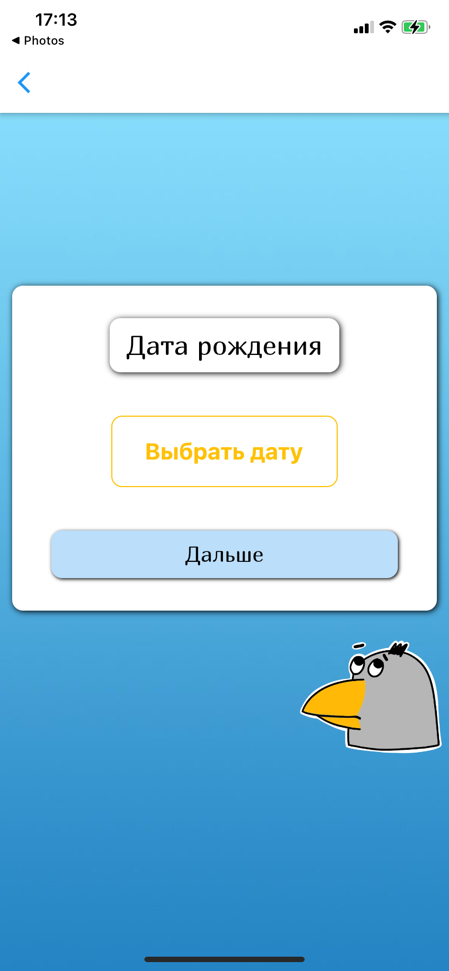 17:13
◀ Photos
Дата рождения
Выбрать дату
Дальше